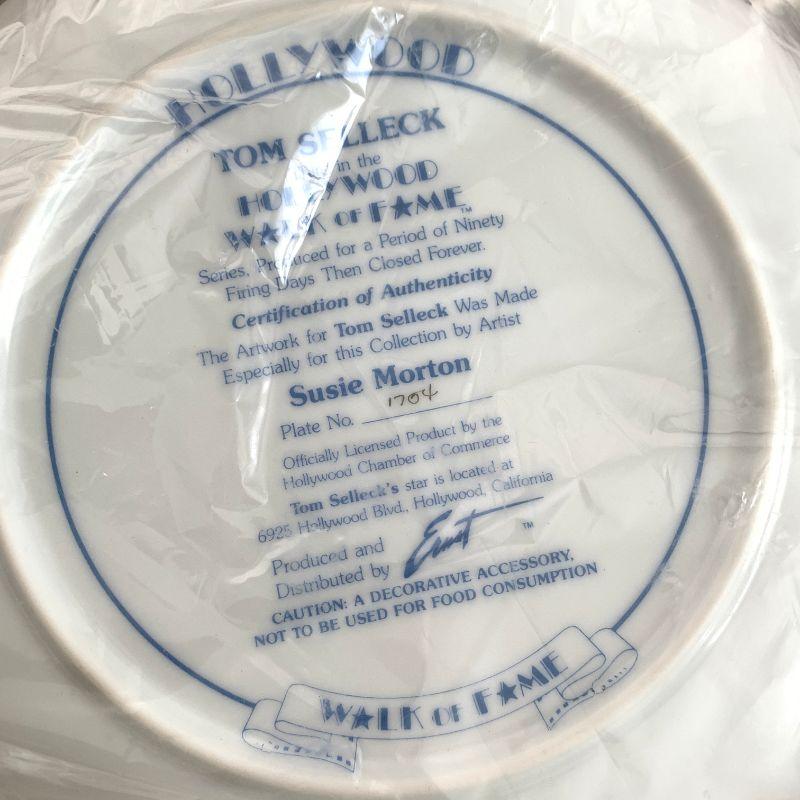 HOLLYWOOD
TOM SELLECK
in the
HOLLYWOOD
WALK OF FAME™
Series, Produced for a Period of Ninety
Firing Days Then Closed Forever.
Certification of Authenticity
The Artwork for Tom Selleck Was Made
Especially for this Collection by Artist
Susie Morton
Plate No. 1704
Officially Licensed Product by the
Hollywood Chamber of Commerce
Tom Selleck's star is located at
6925 Hollywood Blvd., Hollywood, California
Produced and
Distributed by Ernst ™
CAUTION: A DECORATIVE ACCESSORY,
NOT TO BE USED FOR FOOD CONSUMPTION
WALK OF FAME